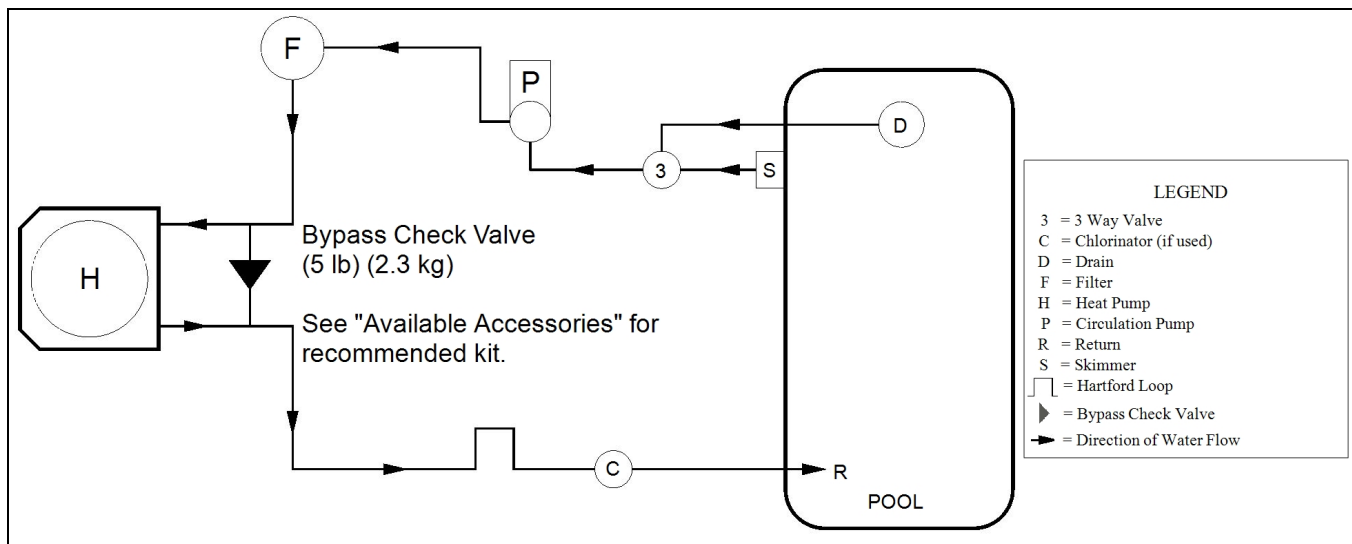 F
P
D
3
S
H
Bypass Check Valve
(5 lb) (2.3 kg)
See "Available Accessories" for
recommended kit.
C
R
POOL
LEGEND
3 = 3 Way Valve
C = Chlorinator (if used)
D = Drain
F = Filter
H = Heat Pump
P = Circulation Pump
R = Return
S = Skimmer
= Hartford Loop
= Bypass Check Valve
= Direction of Water Flow